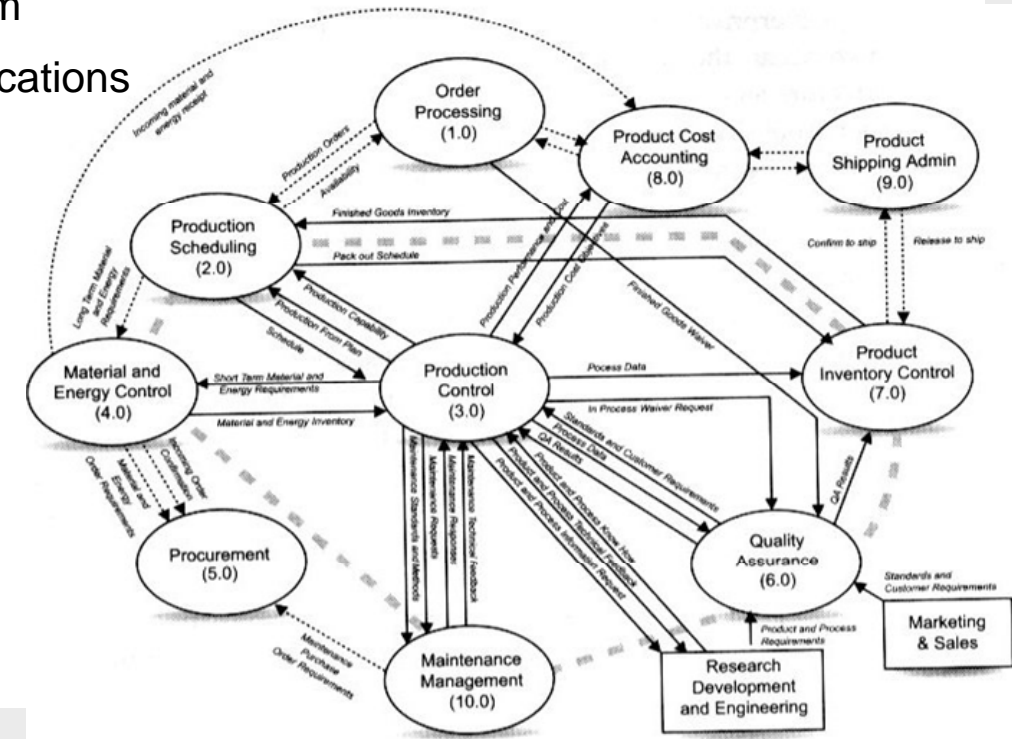 m
cations
Incoming material and
energy receipt
Order
Processing
(1.0)
Product Cost
Accounting
(8.0)
Product
Shipping Admin
(9.0)
Production Orders
Availability
Production
Scheduling
(2.0)
Finished Goods Inventory
Pack out Schedule
Production Performance and Cost
Production Cost Objectives
Confirm to ship
Release to ship
Long Term Material
and Energy
Requirements
Production Capability
Production From Plan
Schedule
Finished Goods Waiver
Material and
Energy Control
(4.0)
Short Term Material and
Energy Requirements
Material and Energy Inventory
Production
Control
(3.0)
Pocess Data
In Process Waiver Request
Product
Inventory Control
(7.0)
Standards and Customer Requirements
Process Data
QA Results
Product and Process Know How
Product and Process Technical Feedback
Product and Process Information Request
Maintenance Standards and Methods
Maintenance Requests
Maintenance Responser
Maintenance Technical Feedback
QA Results
Incoming Order
Confirmation
Material and
Energy
Order Requirements
Procurement
(5.0)
Quality
Assurance
(6.0)
Standards and
Customer Requirements
Marketing
& Sales
Product and Process
Requirements
Maintenance
Purchase
Order Requirements
Maintenance
Management
(10.0)
Research
Development
and Engineering